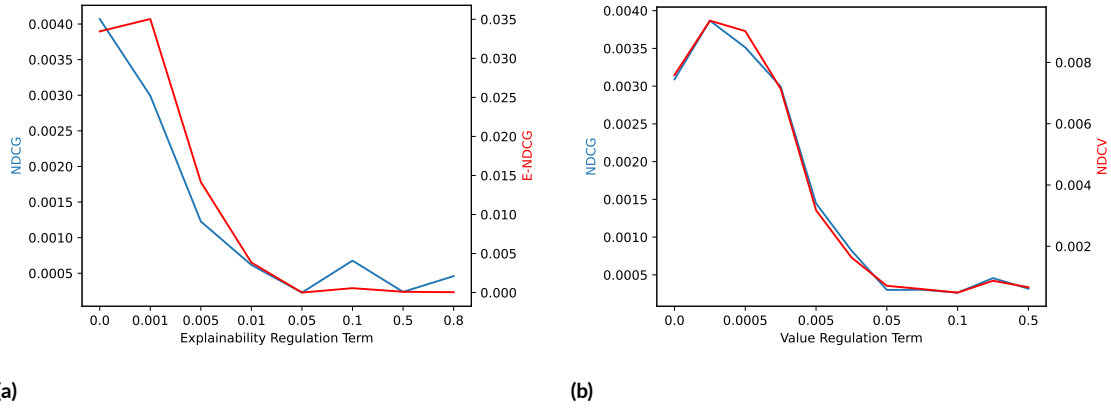 0.0040
0.0035
0.0030
0.0025
0.0020
0.0015
0.0010
0.0005
NDCG
0.035
0.030
0.025
0.020
0.015
0.010
0.005
0.000
E-NDCG
0.0 0.001 0.005 0.01 0.05 0.1 0.5 0.8
Explainability Regulation Term
(a)
0.0040
0.0035
0.0030
0.0025
0.0020
0.0015
0.0010
0.0005
NDCG
0.008
0.006
0.004
0.002
NDCV
0.0 0.0005 0.005 0.05 0.1 0.5
Value Regulation Term
(b)